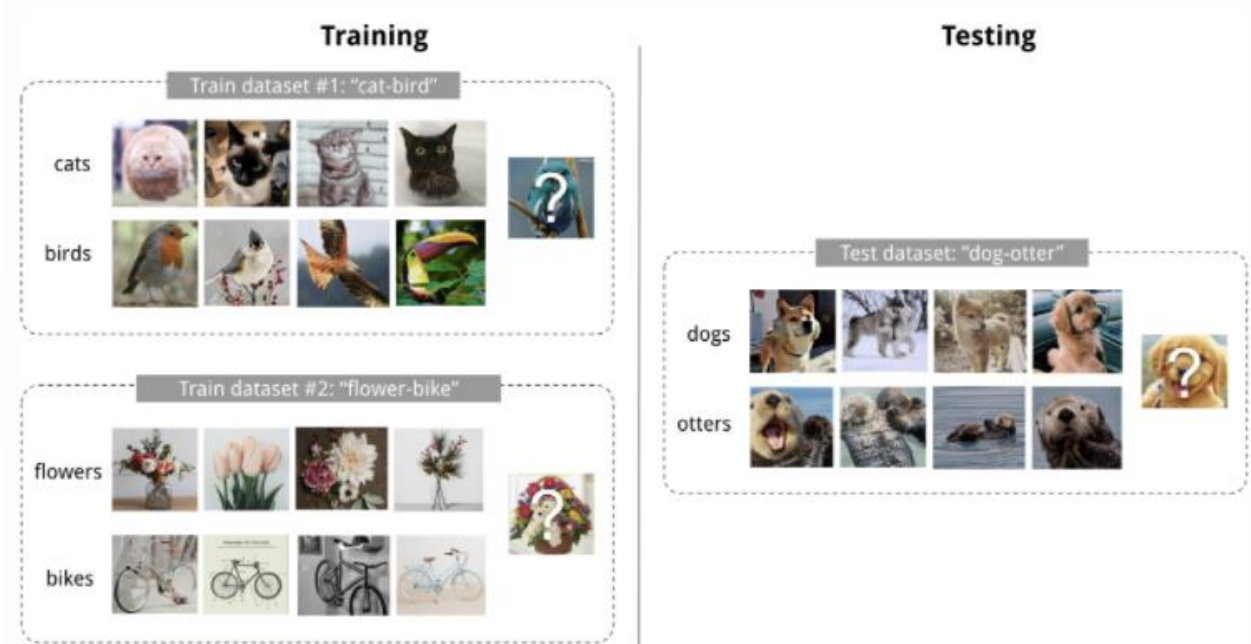 Training
Testing
Train dataset #1: “cat-bird”
cats
?
birds
Test dataset: “dog-otter”
dogs
?
otters
Train dataset #2: “flower-bike”
flowers
?
bikes